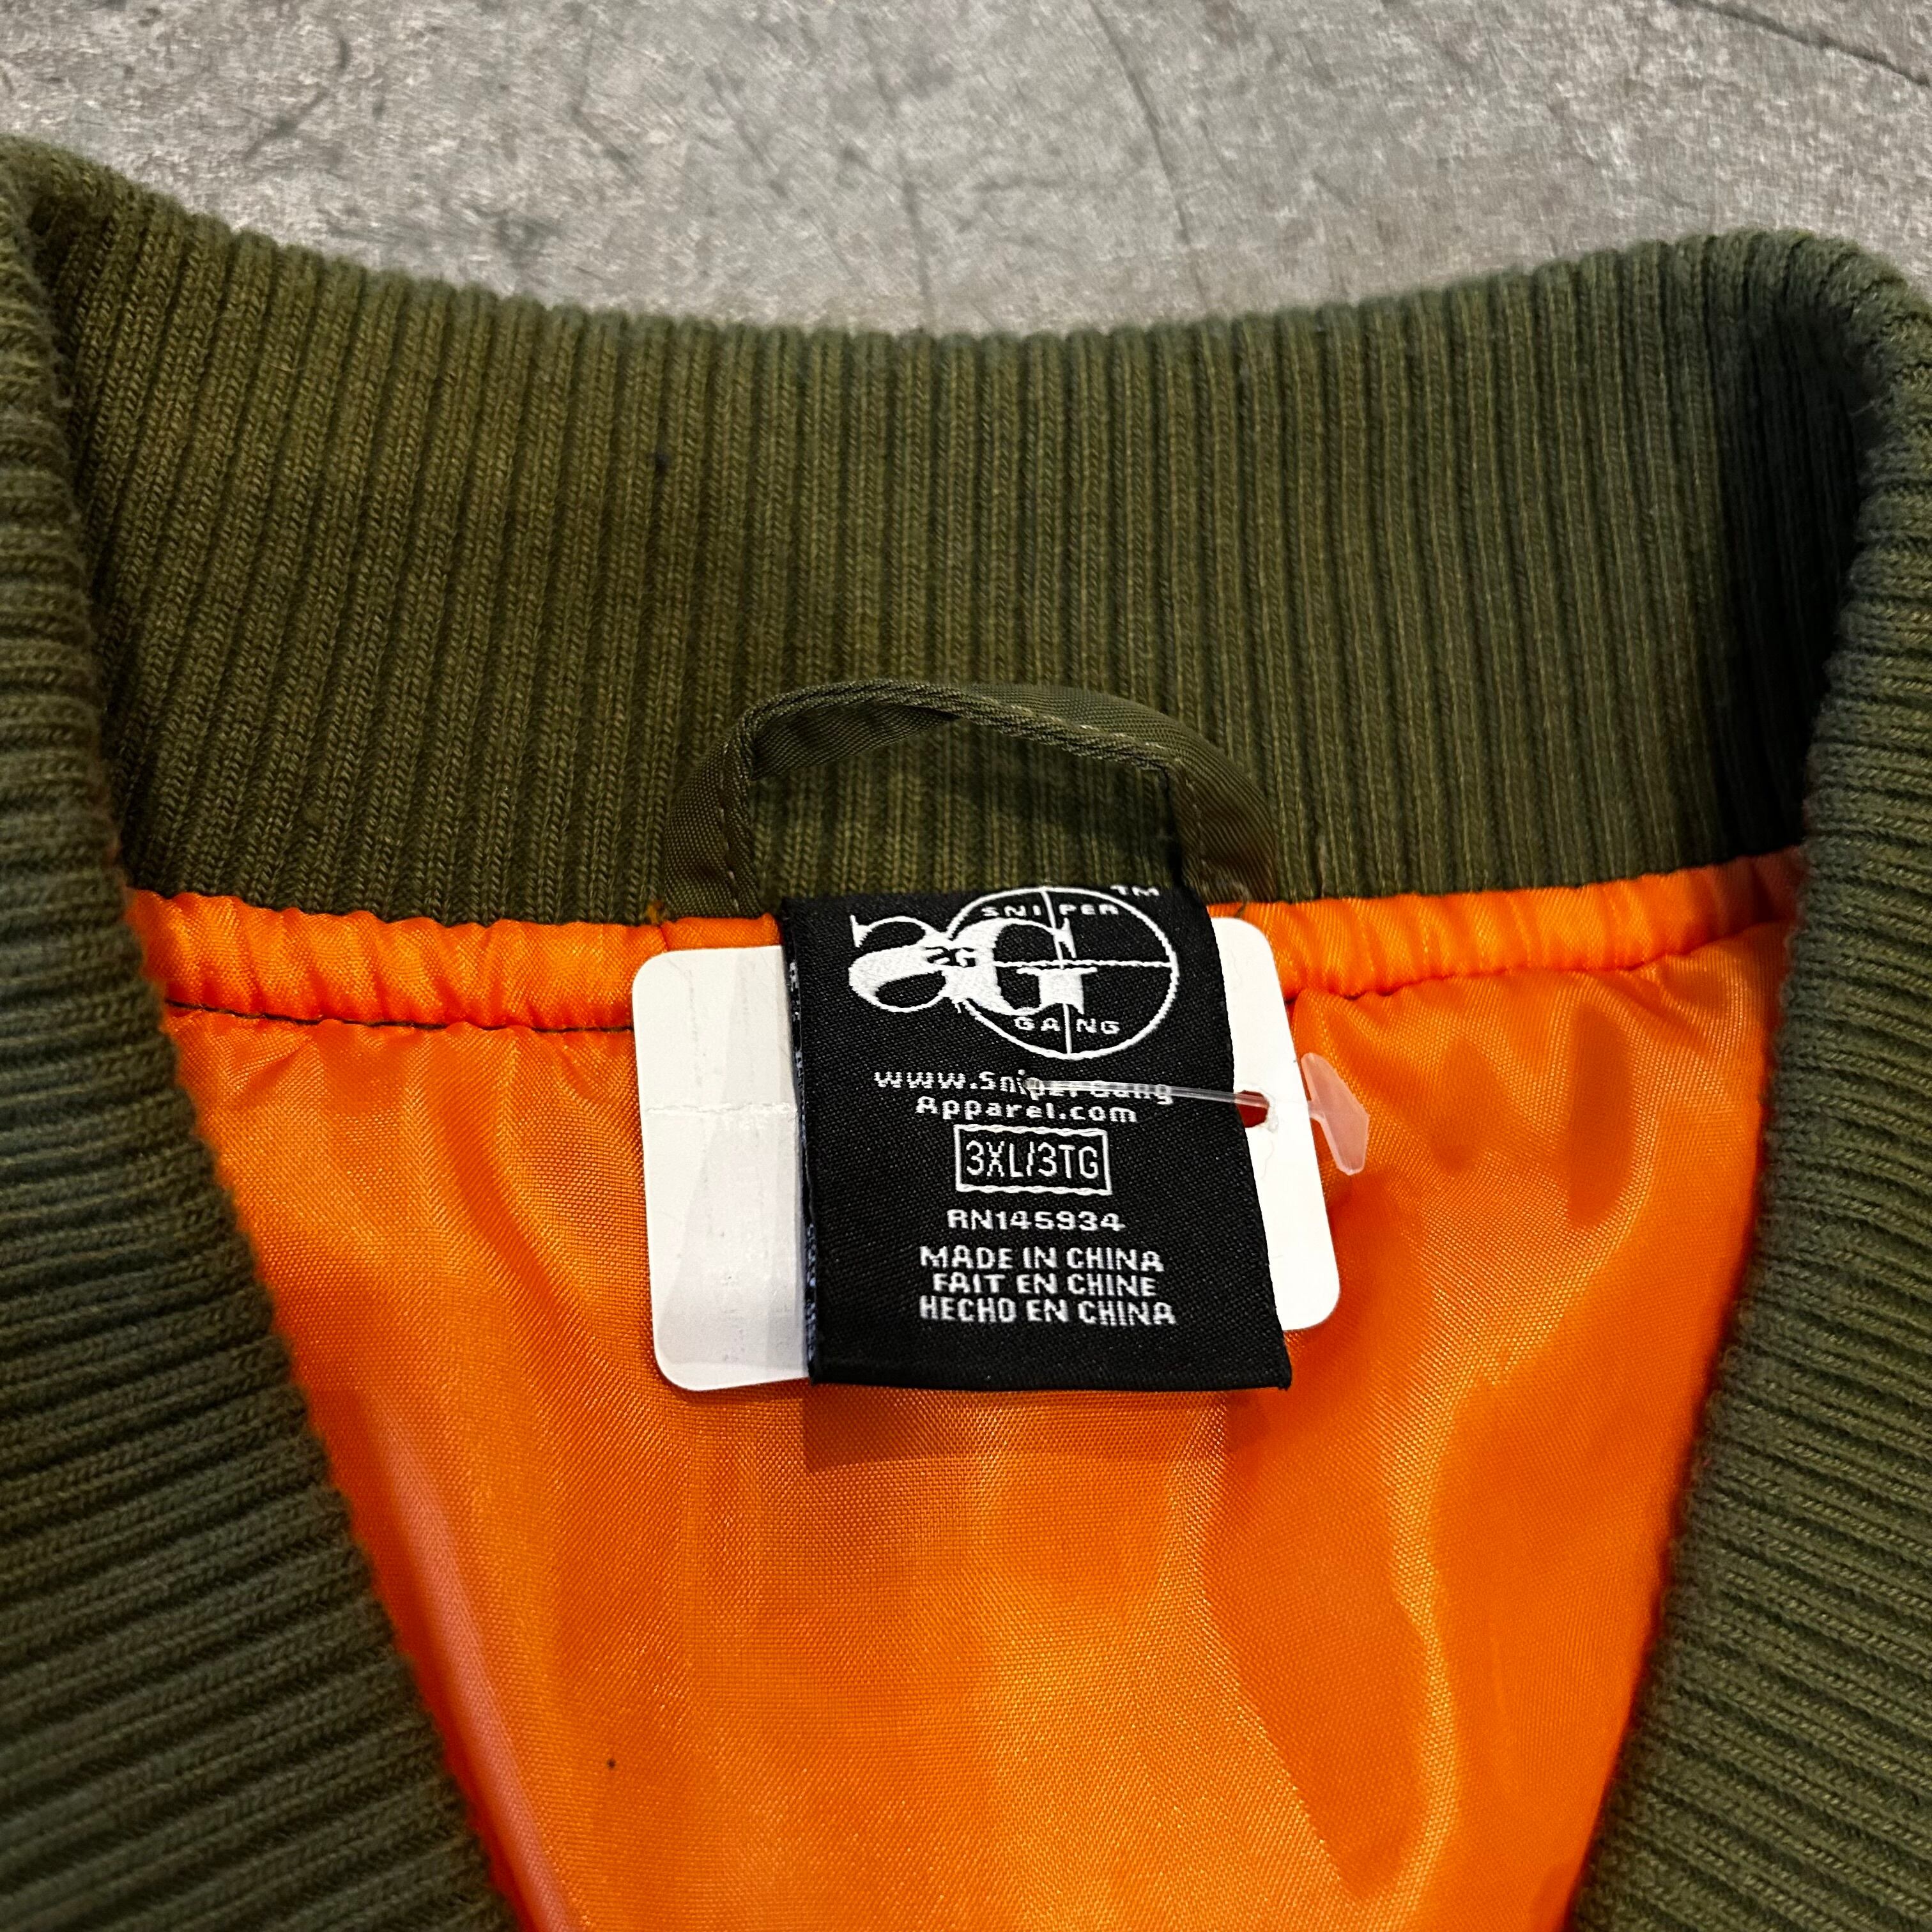 TM
SNIPER
SG
GANG
www.SniperGang
Apparel.com
3XL/3TG
RN145934
MADE IN CHINA
FAIT EN CHINE
HECHO EN CHINA